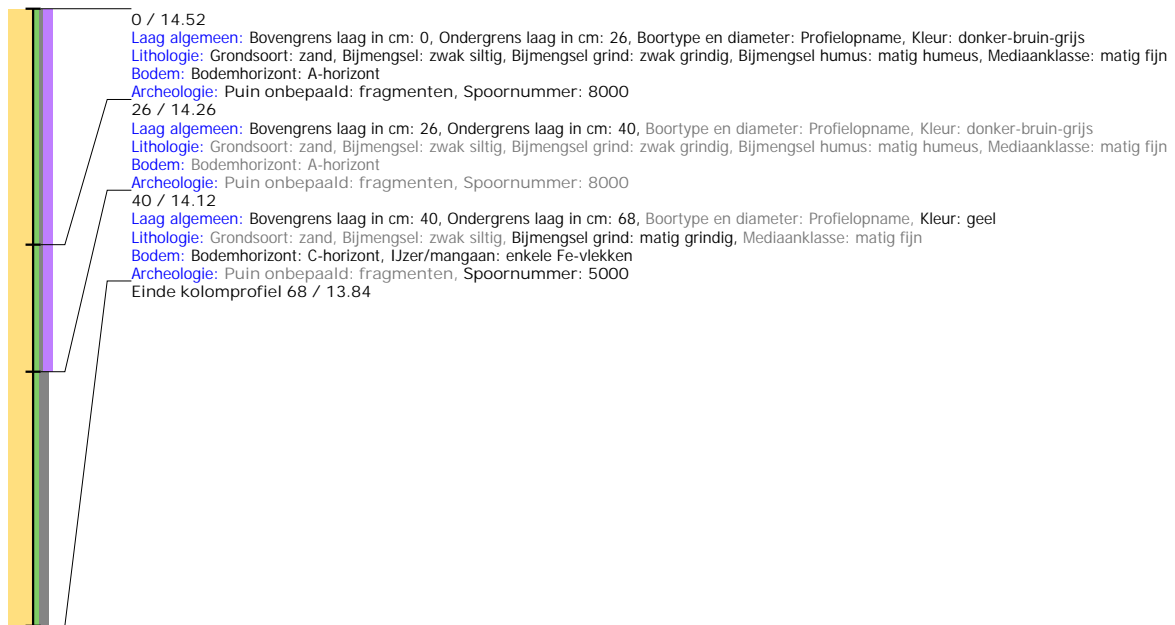 0 / 14.52
Laag algemeen: Bovengrens laag in cm: 0, Ondergrens laag in cm: 26, Boortype en diameter: Profielopname, Kleur: donker-bruin-grijs
Lithologie: Grondsoort: zand, Bijmengsel: zwak siltig, Bijmengsel grind: zwak grindig, Bijmengsel humus: matig humeus, Mediaanklasse: matig fijn
Bodem: Bodemhorizont: A-horizont
Archeologie: Puin onbepaald: fragmenten, Spoornummer: 8000
26 / 14.26
Laag algemeen: Bovengrens laag in cm: 26, Ondergrens laag in cm: 40, Boortype en diameter: Profielopname, Kleur: donker-bruin-grijs
Lithologie: Grondsoort: zand, Bijmengsel: zwak siltig, Bijmengsel grind: zwak grindig, Bijmengsel humus: matig humeus, Mediaanklasse: matig fijn
Bodem: Bodemhorizont: A-horizont
Archeologie: Puin onbepaald: fragmenten, Spoornummer: 8000
40 / 14.12
Laag algemeen: Bovengrens laag in cm: 40, Ondergrens laag in cm: 68, Boortype en diameter: Profielopname, Kleur: geel
Lithologie: Grondsoort: zand, Bijmengsel: zwak siltig, Bijmengsel grind: matig grindig, Mediaanklasse: matig fijn
Bodem: Bodemhorizont: C-horizont, IJzer/mangaan: enkele Fe-vlekken
Archeologie: Puin onbepaald: fragmenten, Spoornummer: 5000
Einde kolomprofiel 68 / 13.84